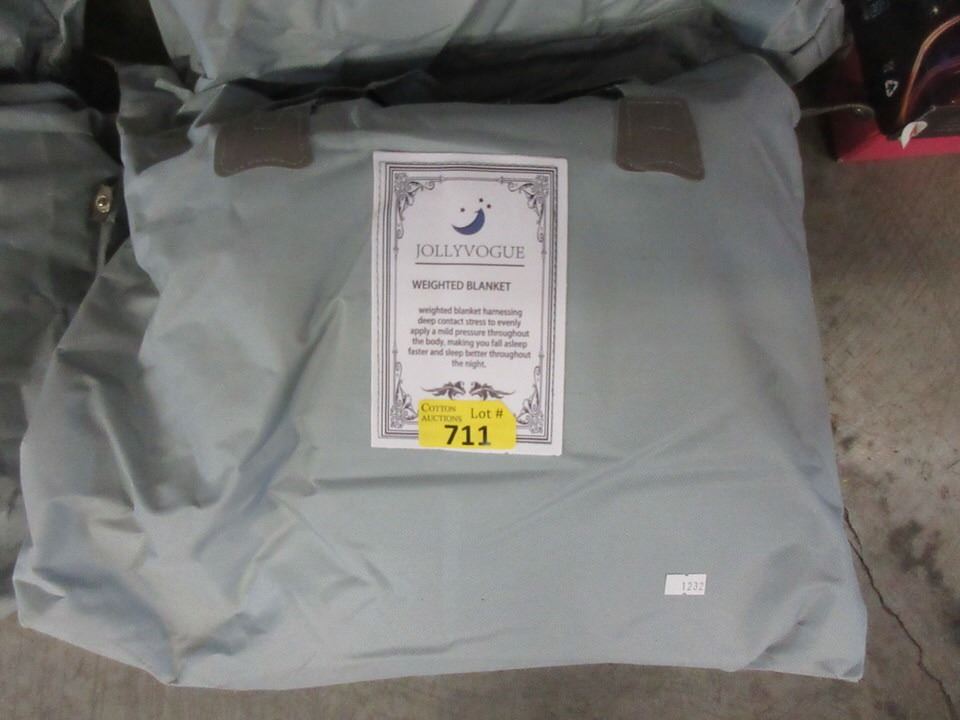 JOLLYVOGUE
WEIGHTED BLANKET
weighted blanket harnessing
deep contact stress to evenly
apply a mild pressure throughout
the body, making you fall asleep
faster and sleep better throughout
the night.
COTTON
AUCTIONS Lot #
711
1232